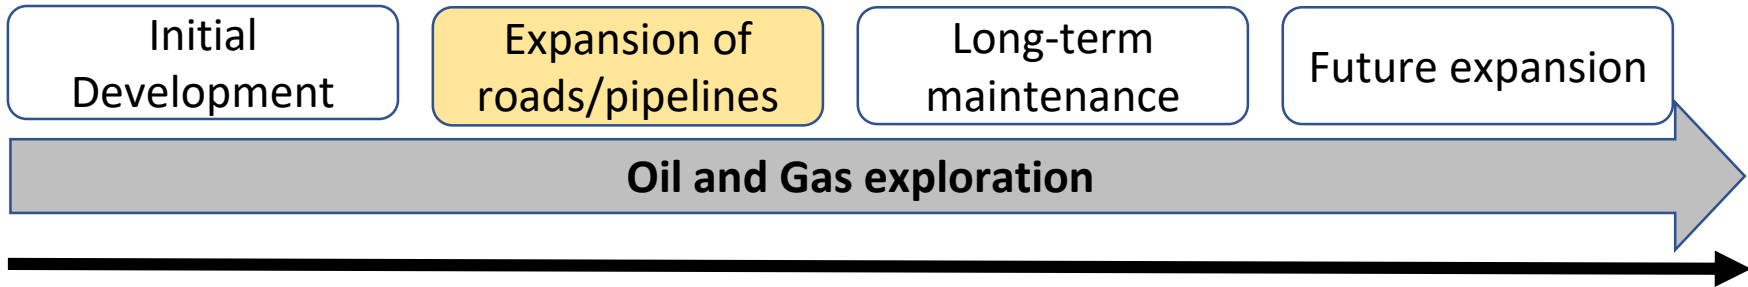 Initial
Development
Expansion of
roads/pipelines
Long-term
maintenance
Future expansion
Oil and Gas exploration